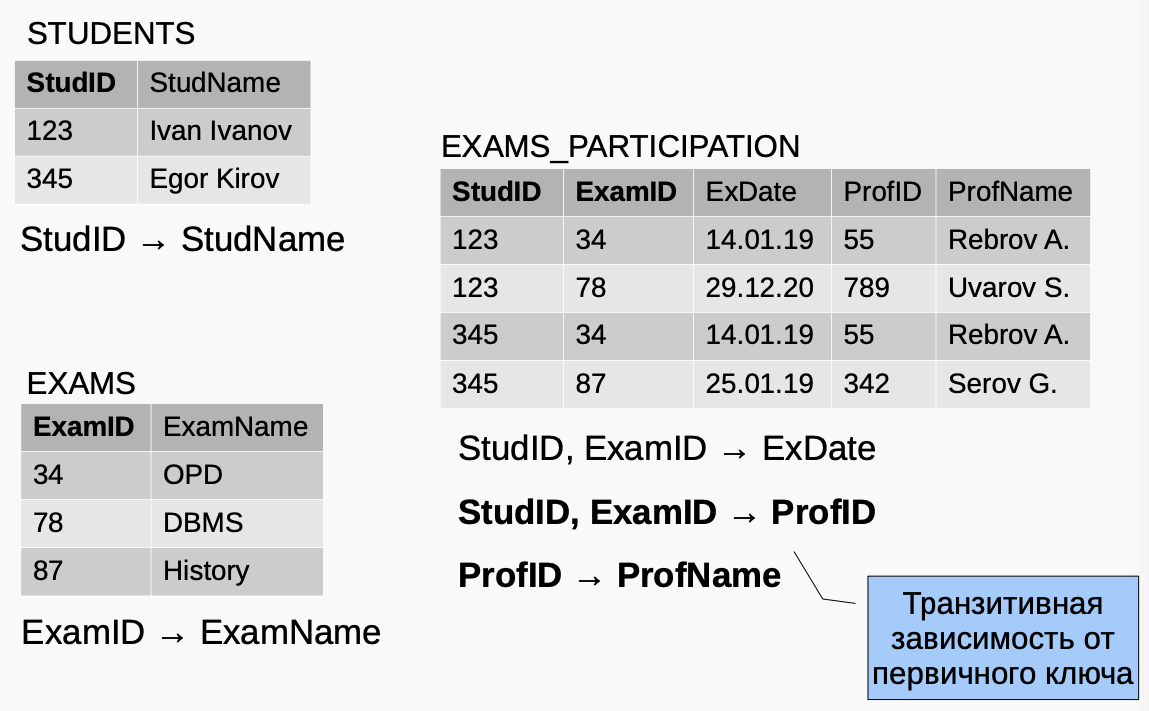 STUDENTS
StudID StudName
123 Ivan Ivanov
345 Egor Kirov
StudID → StudName
EXAMS
ExamID ExamName
34 OPD
78 DBMS
87 History
ExamID → ExamName
EXAMS_PARTICIPATION
StudID ExamID ExDate ProfID ProfName
123 34 14.01.19 55 Rebrov A.
123 78 29.12.20 789 Uvarov S.
345 34 14.01.19 55 Rebrov A.
345 87 25.01.19 342 Serov G.
StudID, ExamID → ExDate
StudID, ExamID → ProfID
ProfID → ProfName
Транзитивная
зависимость от
первичного ключа